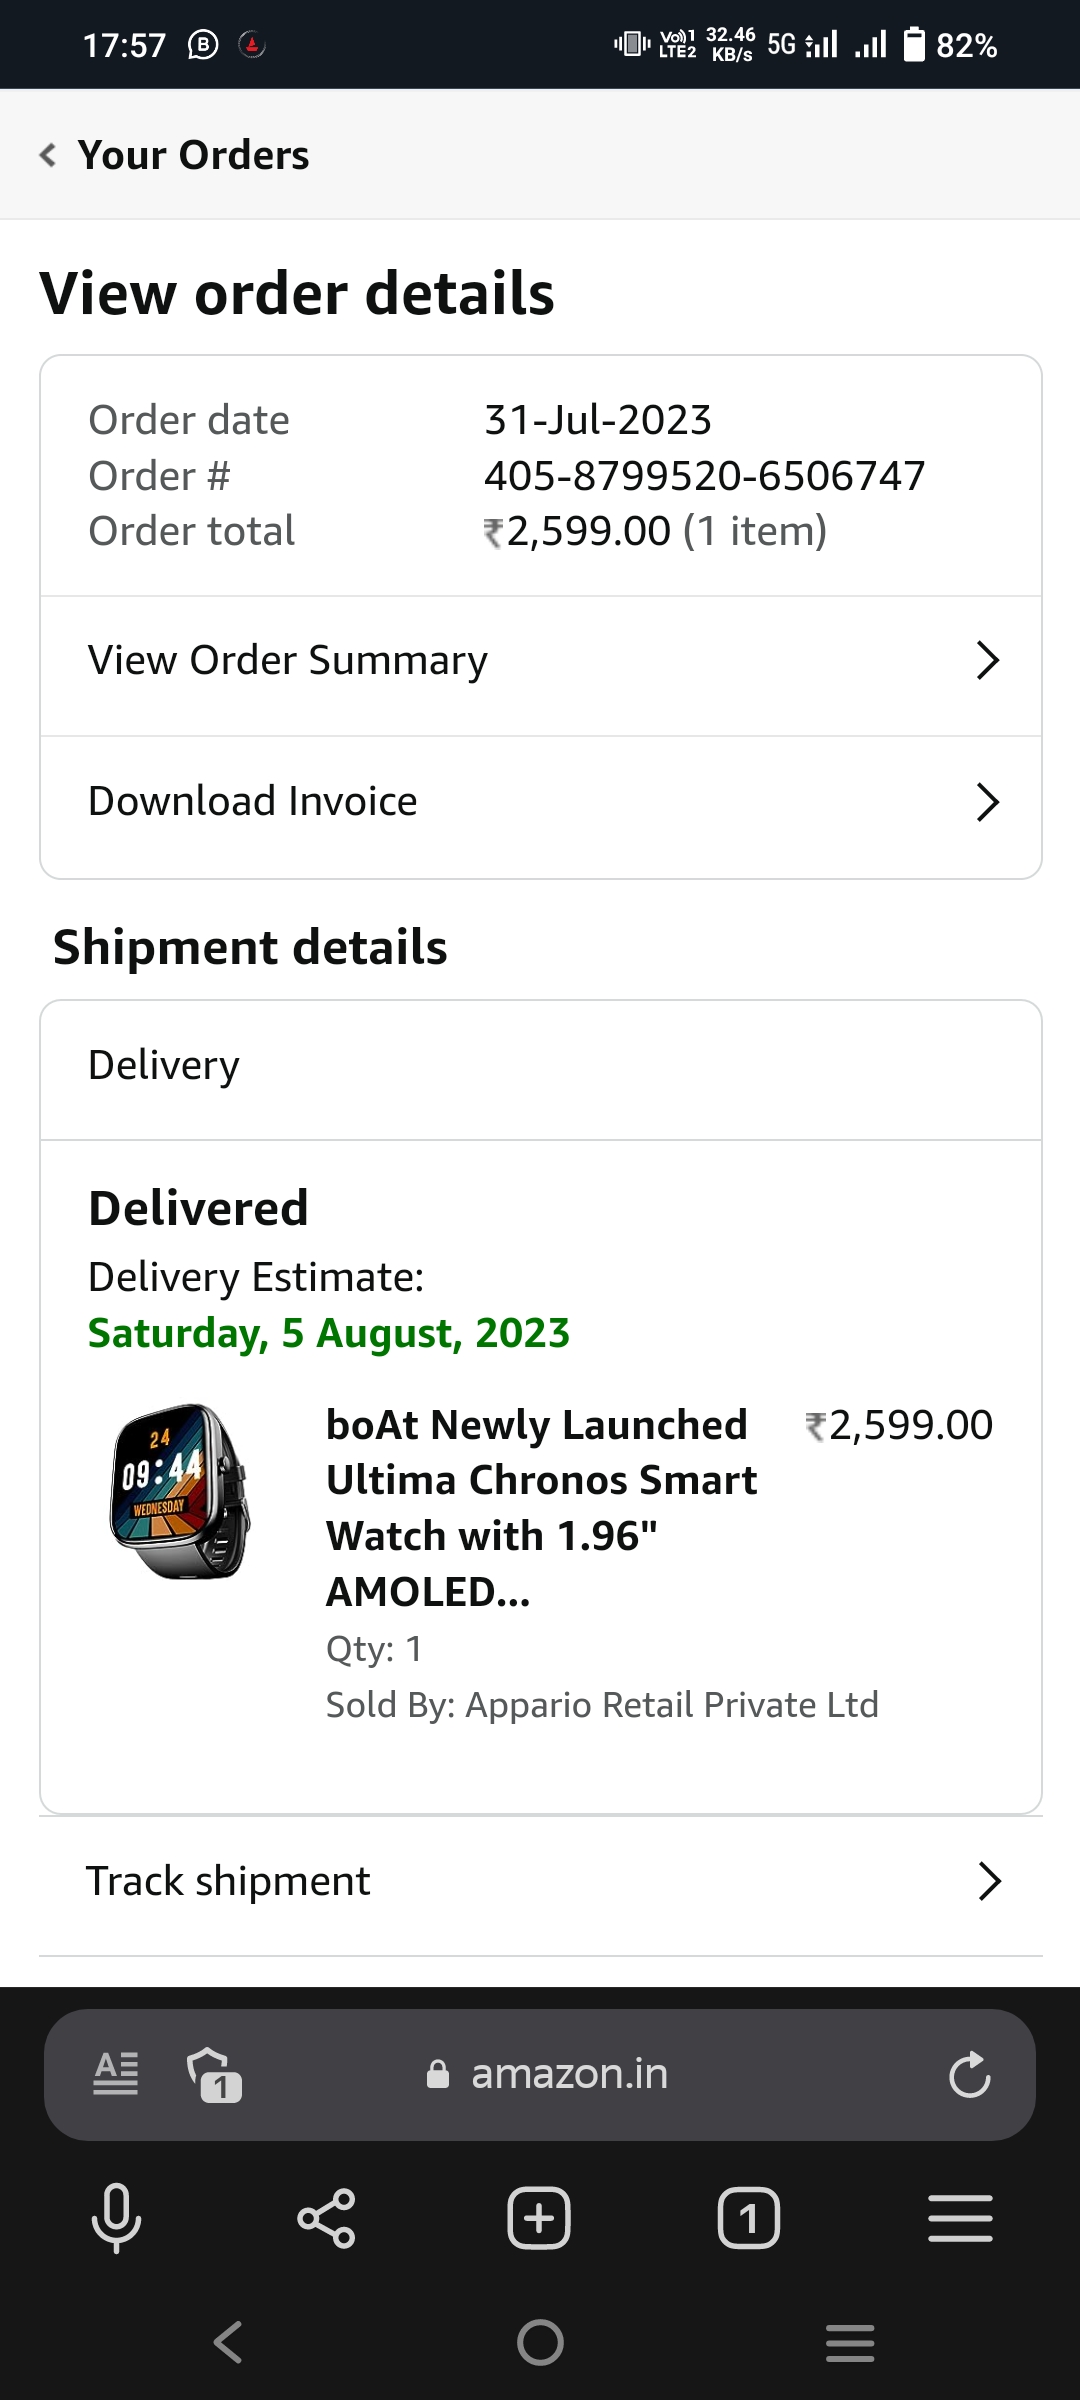 17:57
Vo))1 LTE2 32.46 KB/s 5G 82%
Your Orders
View order details
Order date 31-Jul-2023
Order # 405-8799520-6506747
Order total ₹2,599.00 (1 item)
View Order Summary
Download Invoice
Shipment details
Delivery
Delivered
Delivery Estimate:
Saturday, 5 August, 2023
24
09:44
WEDNESDAY
boAt Newly Launched ₹2,599.00
Ultima Chronos Smart
Watch with 1.96"
AMOLED...
Qty: 1
Sold By: Appario Retail Private Ltd
Track shipment
1 amazon.in
1